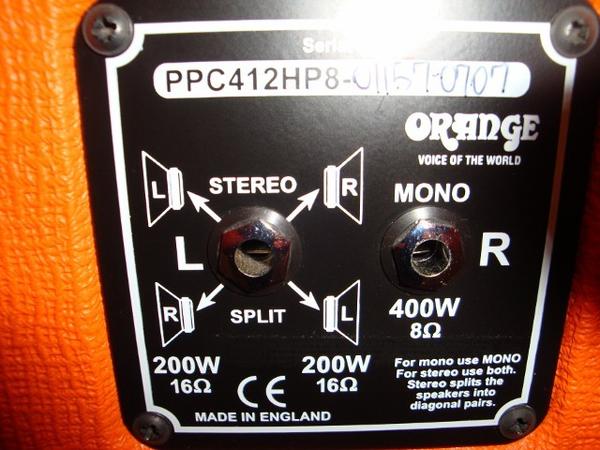 Serial
PPC412HP8-01157-0707
ORANGE
VOICE OF THE WORLD
L STEREO R MONO
L R
R SPLIT L 400W
8Ω
200W 200W
16Ω 16Ω
For mono use MONO
For stereo use both.
Stereo splits the
speakers into
diagonal pairs.
CE
MADE IN ENGLAND